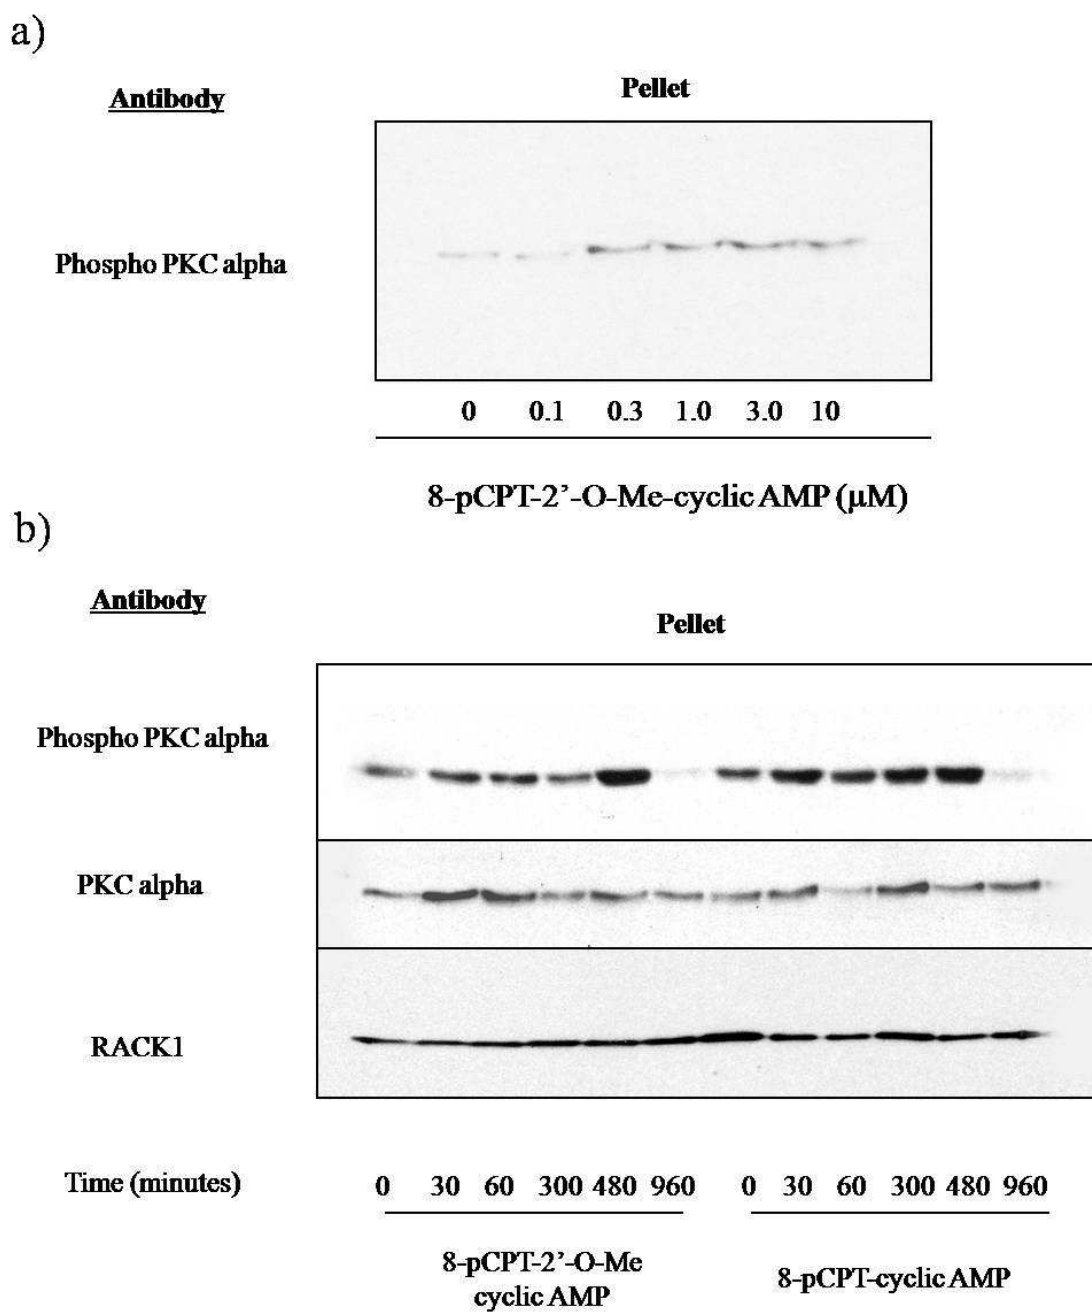 a)
Antibody
Pellet
Phospho PKC alpha
0 0.1 0.3 1.0 3.0 10
8-pCPT-2’-O-Me-cyclic AMP (μM)
b)
Antibody
Pellet
Phospho PKC alpha
PKC alpha
RACK1
Time (minutes) 0 30 60 300 480 960 0 30 60 300 480 960
8-pCPT-2’-O-Me
cyclic AMP
8-pCPT-cyclic AMP